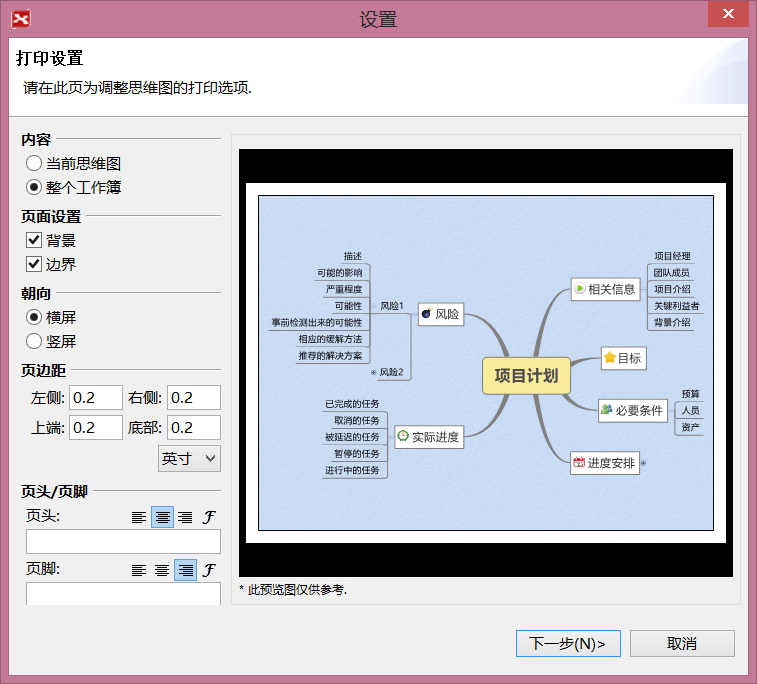 设置
打印设置
请在此页为调整思维图的打印选项.
内容
当前思维图
整个工作簿
页面设置
背景
边界
朝向
横屏
竖屏
页边距
左侧: 0.2 右侧: 0.2
上端: 0.2 底部: 0.2
英寸
页头/页脚
页头:
页脚:
项目计划
风险
风险1
描述
可能的影响
严重程度
可能性
事前检测出来的可能性
相应的缓解方法
推荐的解决方案
风险2
实际进度
已完成的任务
取消的任务
被延迟的任务
暂停的任务
进行中的任务
相关信息
项目经理
团队成员
项目介绍
关键利益者
背景介绍
目标
必要条件
预算
人员
资产
进度安排
* 此预览图仅供参考.
下一步(N)>
取消